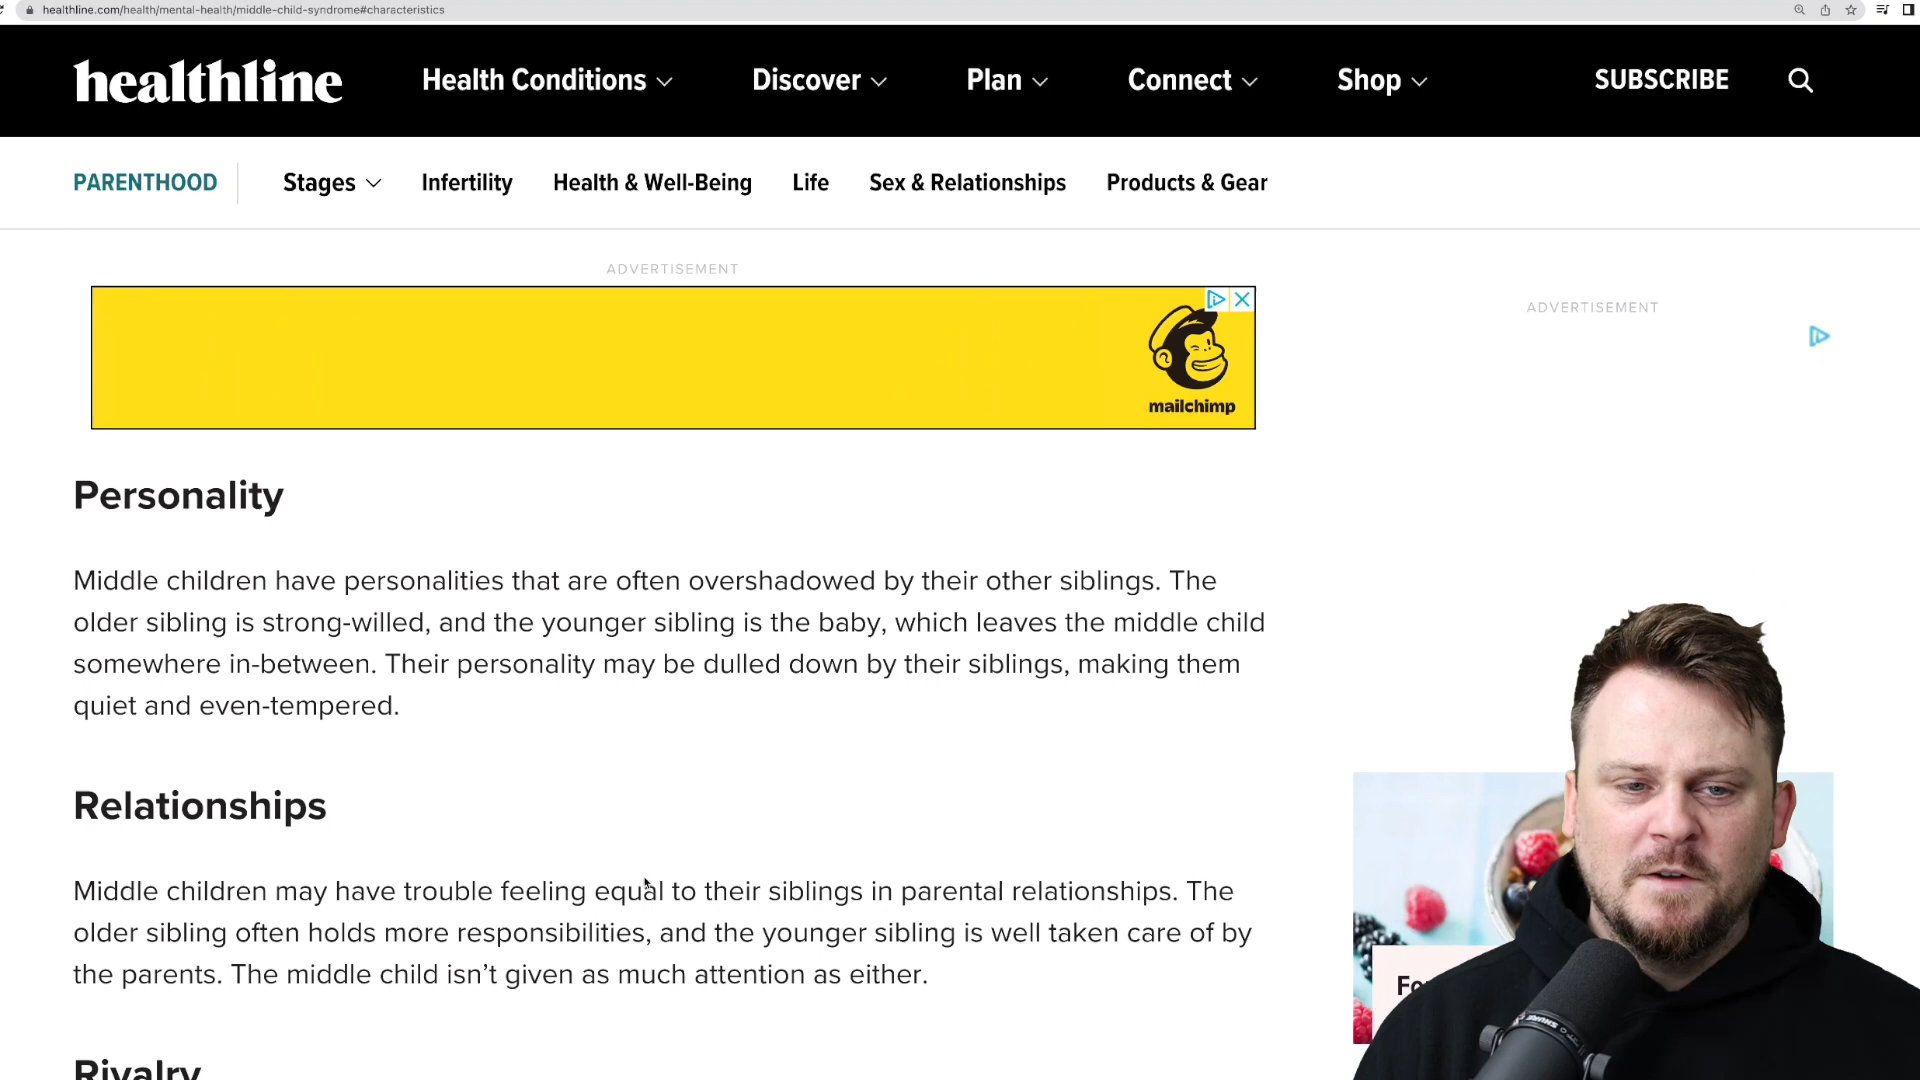 healthline.com/health/mental-health/middle-child-syndrome#characteristics
healthline
Health Conditions
Discover
Plan
Connect
Shop
SUBSCRIBE
PARENTHOOD
Stages
Infertility
Health & Well-Being
Life
Sex & Relationships
Products & Gear
ADVERTISEMENT
ADVERTISEMENT
mailchimp
Personality
Middle children have personalities that are often overshadowed by their other siblings. The
older sibling is strong-willed, and the younger sibling is the baby, which leaves the middle child
somewhere in-between. Their personality may be dulled down by their siblings, making them
quiet and even-tempered.
Relationships
Middle children may have trouble feeling equal to their siblings in parental relationships. The
older sibling often holds more responsibilities, and the younger sibling is well taken care of by
the parents. The middle child isn’t given as much attention as either.
Rivalry
SHURE